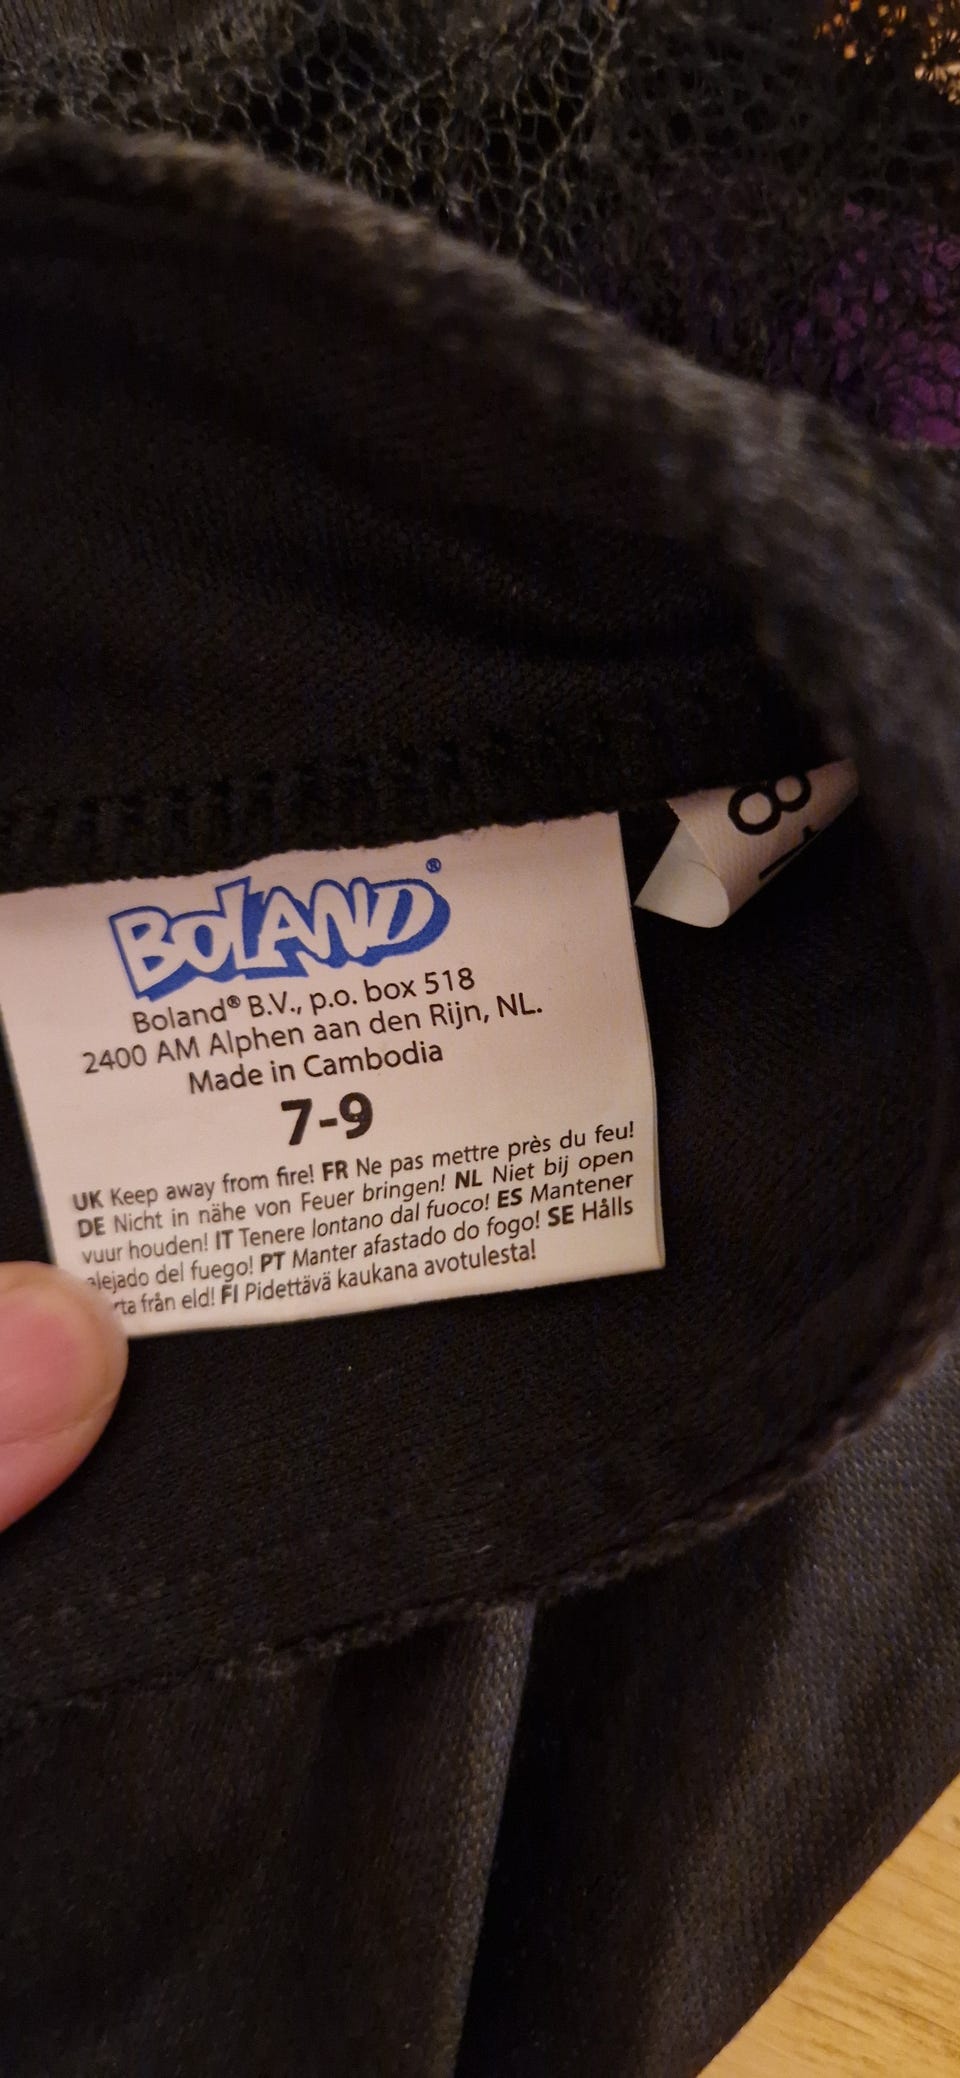 BOLAND®
Boland® B.V., p.o. box 518
2400 AM Alphen aan den Rijn, NL.
Made in Cambodia
7-9
UK Keep away from fire! FR Ne pas mettre près du feu!
DE Nicht in nähe von Feuer bringen! NL Niet bij open
vuur houden! IT Tenere lontano dal fuoco! ES Mantener
alejado del fuego! PT Manter afastado do fogo! SE Hålls
från eld! FI Pidettävä kaukana avotulesta!
8